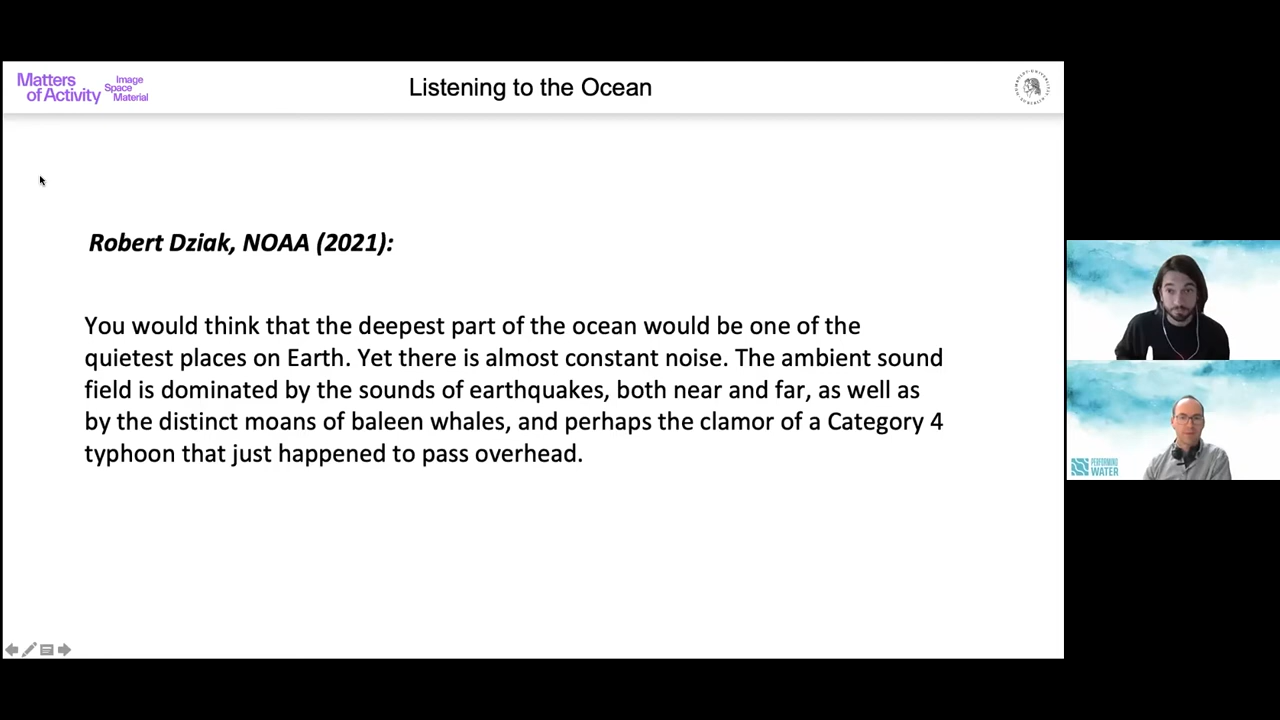 Matters
of Activity
Image
Space
Material
Listening to the Ocean
Robert Dziak, NOAA (2021):
You would think that the deepest part of the ocean would be one of the
quietest places on Earth. Yet there is almost constant noise. The ambient sound
field is dominated by the sounds of earthquakes, both near and far, as well as
by the distinct moans of baleen whales, and perhaps the clamor of a Category 4
typhoon that just happened to pass overhead.
PERFORMING
WATER